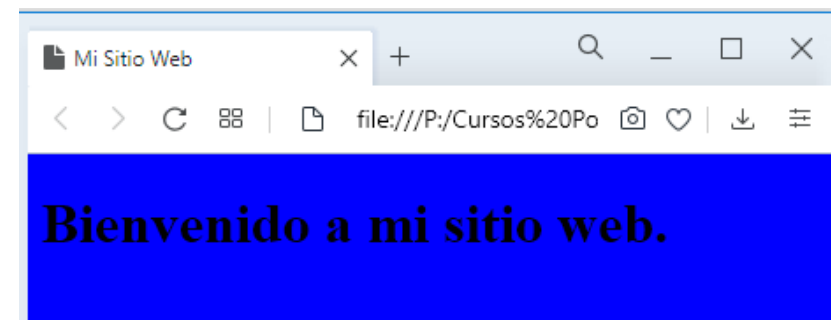 Mi Sitio Web
file:///P:/Cursos%20Po
Bienvenido a mi sitio web.